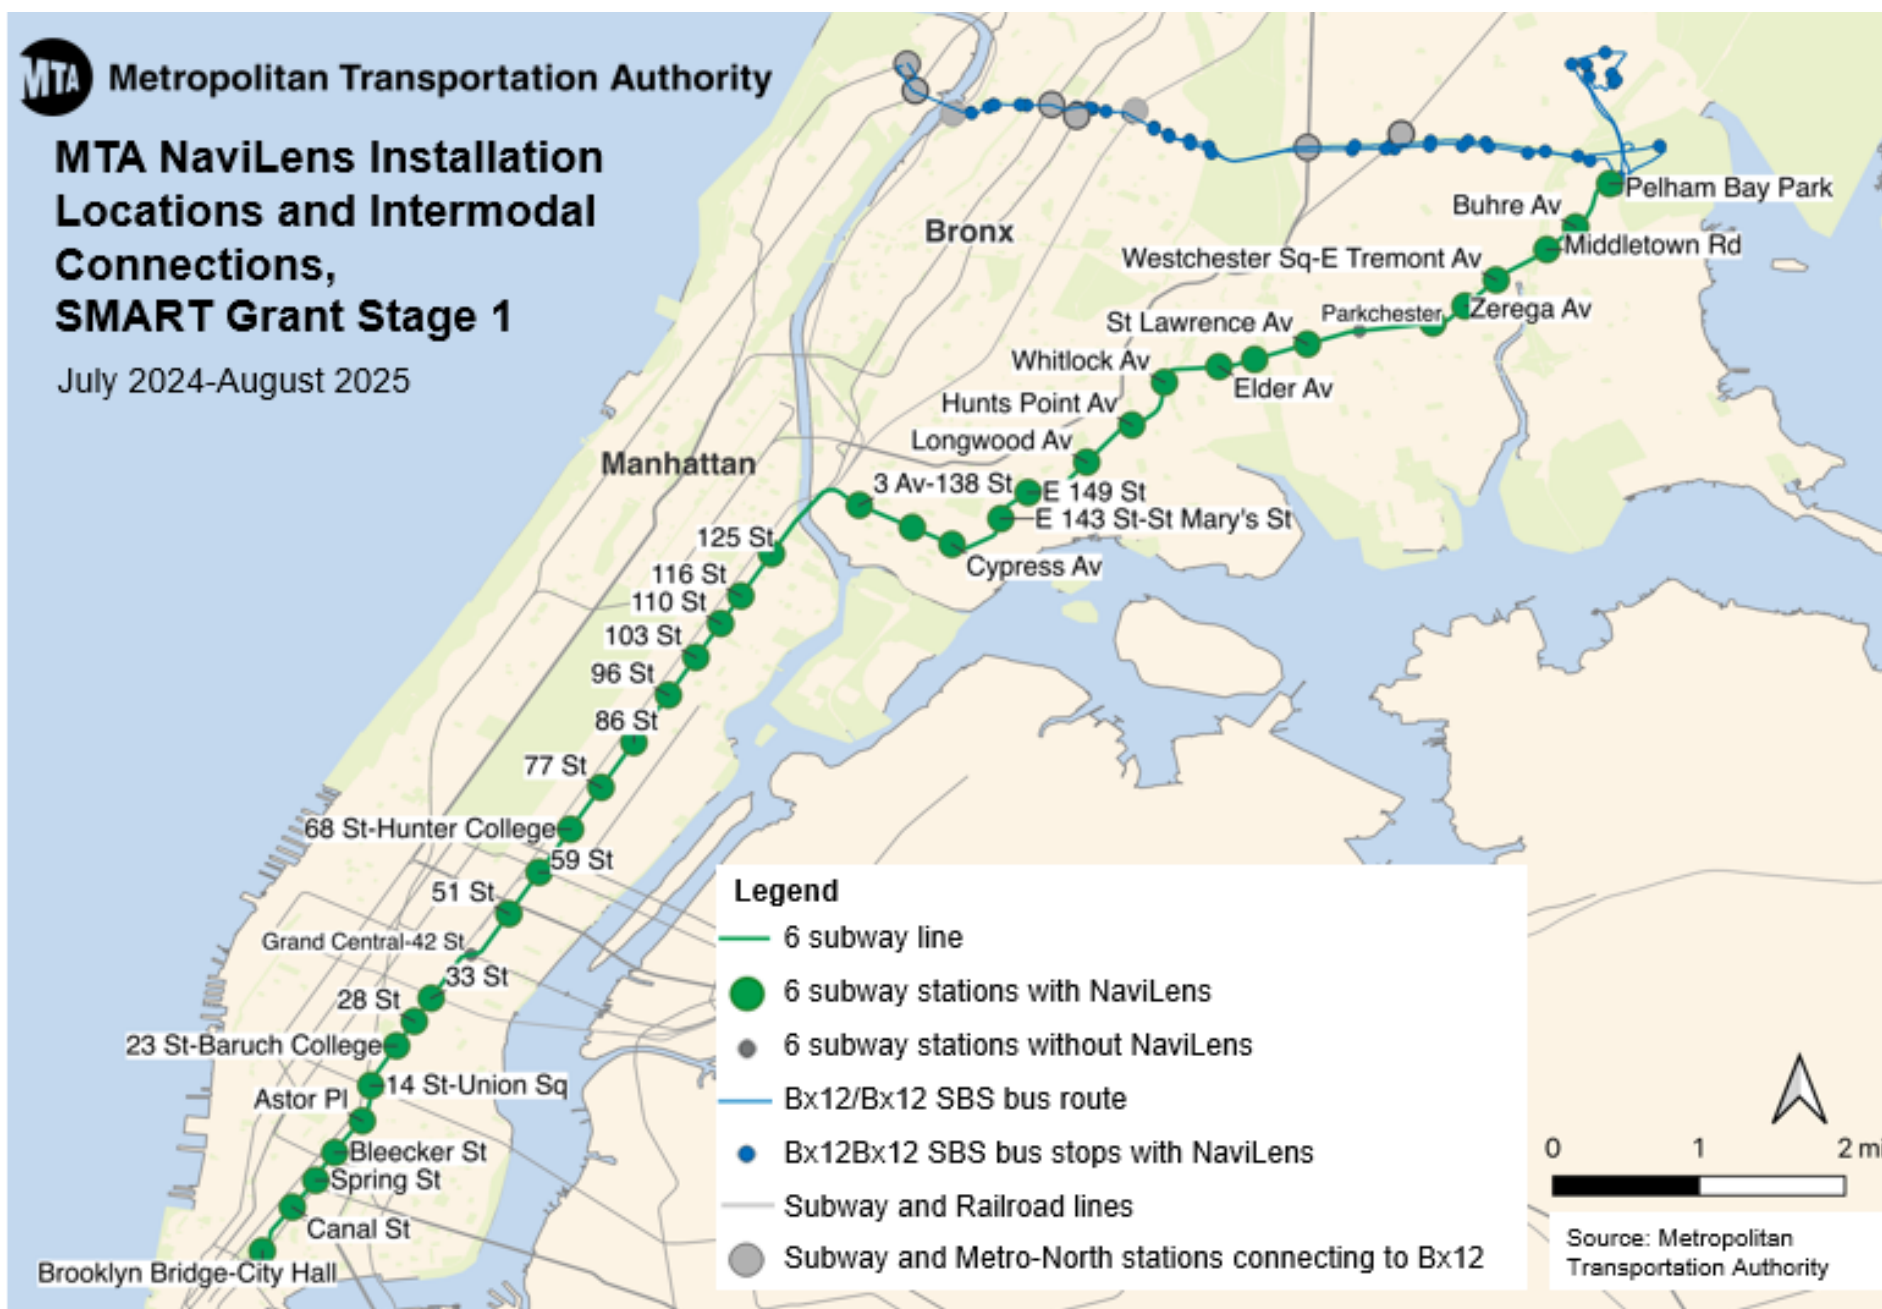 MTA Metropolitan Transportation Authority
MTA NaviLens Installation
Locations and Intermodal
Connections,
SMART Grant Stage 1
July 2024-August 2025
Bronx
Manhattan
Pelham Bay Park
Buhre Av
Middletown Rd
Westchester Sq-E Tremont Av
Zerega Av
Parkchester
St Lawrence Av
Elder Av
Whitlock Av
Hunts Point Av
Longwood Av
E 149 St
E 143 St-St Mary's St
Cypress Av
3 Av-138 St
125 St
116 St
110 St
103 St
96 St
86 St
77 St
68 St-Hunter College
59 St
51 St
Grand Central-42 St
33 St
28 St
23 St-Baruch College
14 St-Union Sq
Astor Pl
Bleecker St
Spring St
Canal St
Brooklyn Bridge-City Hall
Legend
6 subway line
6 subway stations with NaviLens
6 subway stations without NaviLens
Bx12/Bx12 SBS bus route
Bx12Bx12 SBS bus stops with NaviLens
Subway and Railroad lines
Subway and Metro-North stations connecting to Bx12
0 1 2 mi
Source: Metropolitan
Transportation Authority